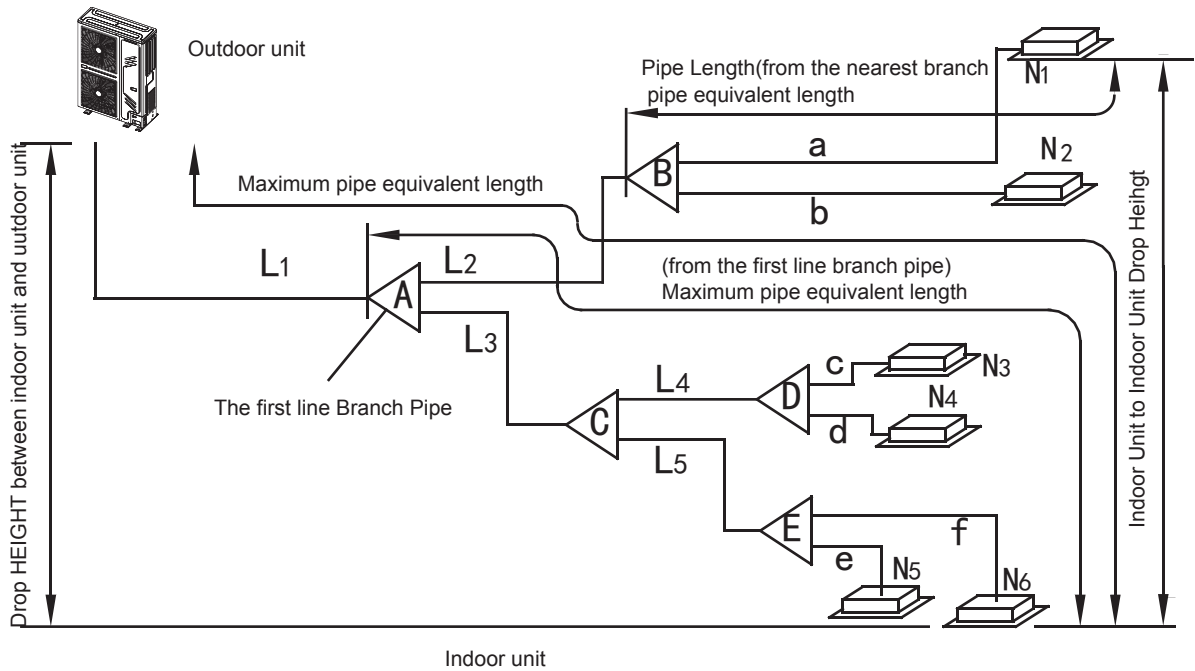 Outdoor unit
Pipe Length(from the nearest branch
pipe equivalent length
N1
a
B
N2
b
Maximum pipe equivalent length
L1
L2
A
(from the first line branch pipe)
Maximum pipe equivalent length
L3
The first line Branch Pipe
C
L4
D
c
N3
d
N4
L5
E
f
e
N5
N6
Drop HEIGHT between indoor unit and uutdoor unit
Indoor Unit to Indoor Unit Drop Heihgt
Indoor unit